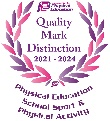 Quality
Mark
Distinction
2021 - 2024
Physical Education
School Sport &
Physical Activity